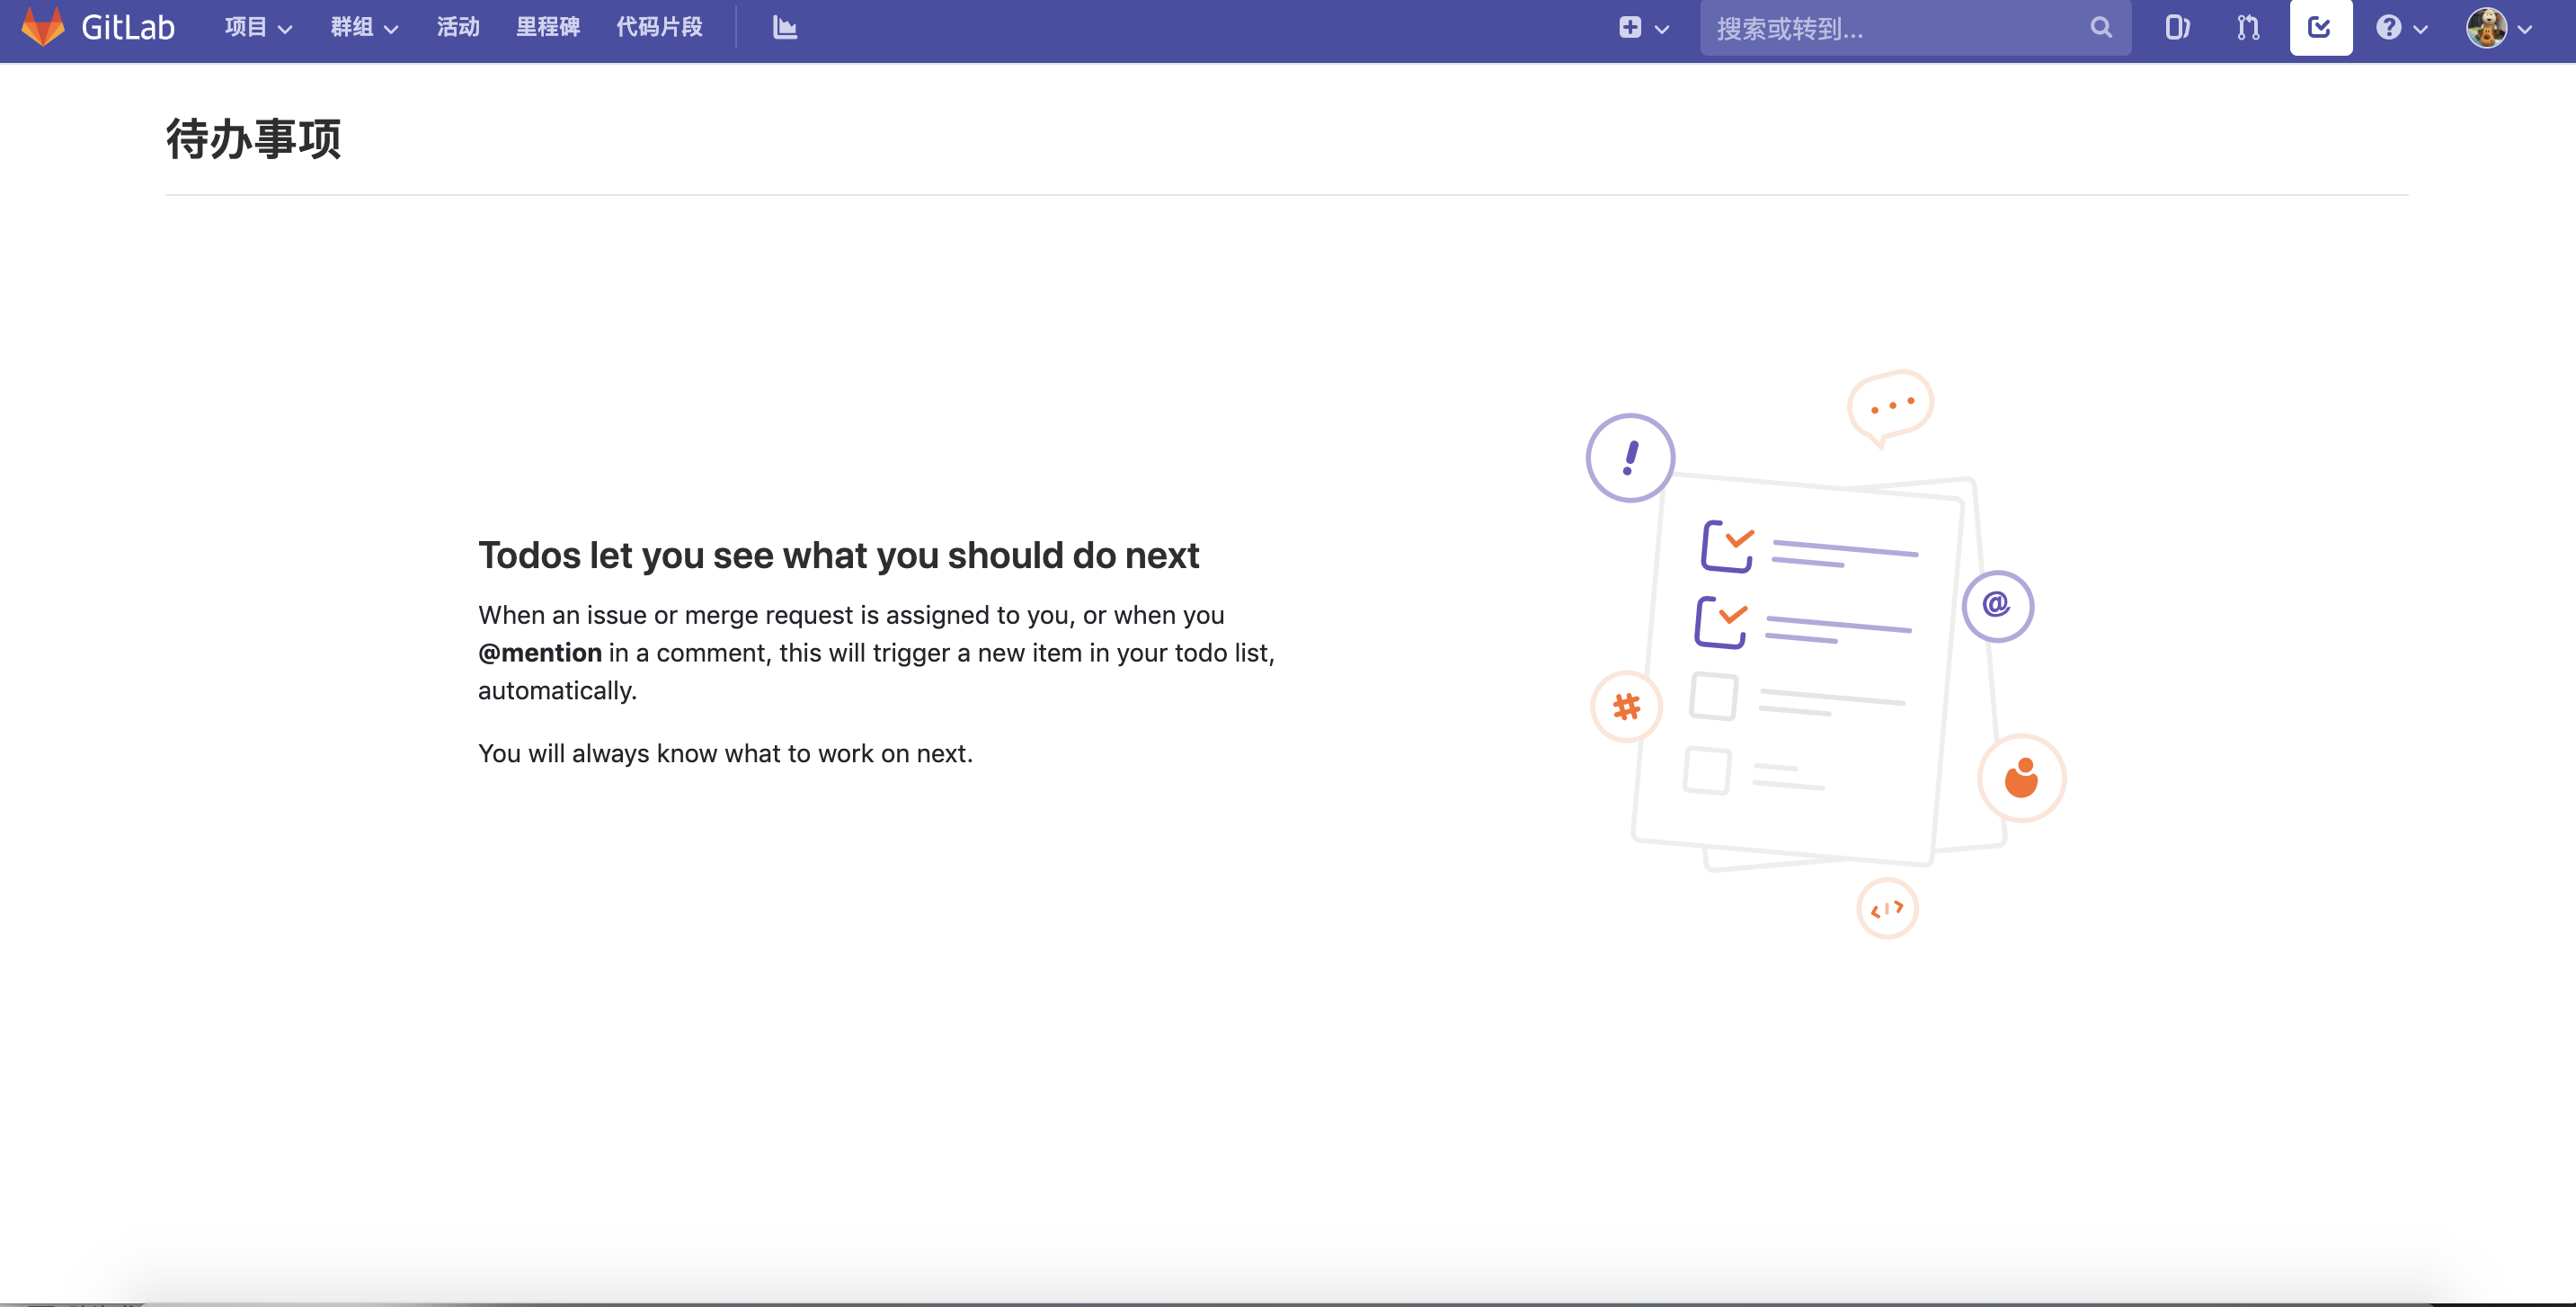 GitLab 项目 群组 活动 里程碑 代码片段 搜索或转到...
待办事项
Todos let you see what you should do next
When an issue or merge request is assigned to you, or when you
@mention in a comment, this will trigger a new item in your todo list,
automatically.
You will always know what to work on next.